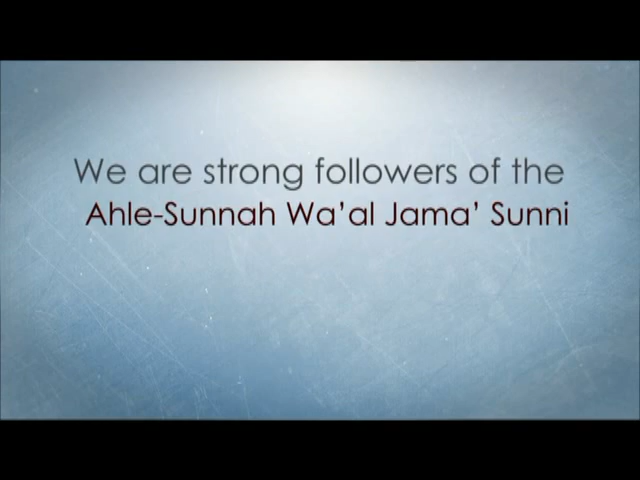 We are strong followers of the
Ahle-Sunnah Wa’al Jama’ Sunni